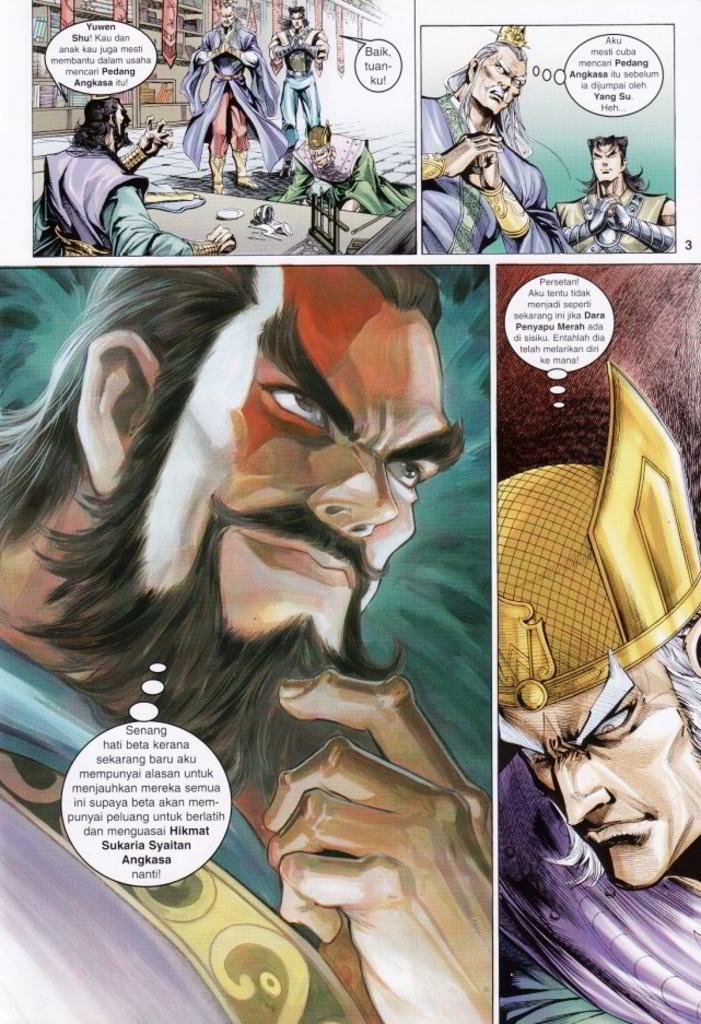 Yuwen
Shu! Kau dan
anak kau juga mesti
membantu dalam usaha
mencari Pedang
Angkasa itu!
Baik,
tuan-
ku!
Aku
mesti cuba
mencari Pedang
Angkasa itu sebelum
ia dijumpai oleh
Yang Su.
Heh...
3
Senang
hati beta kerana
sekarang baru aku
mempunyai alasan untuk
menjauhkan mereka semua
ini supaya beta akan mem-
punyai peluang untuk berlatih
dan menguasai Hikmat
Sukaria Syaitan
Angkasa
nanti!
Persetan!
Aku tentu tidak
menjadi seperti
sekarang ini jika Dara
Penyapu Merah ada
di sisiku. Entahlah dia
telah melarikan diri
ke mana!